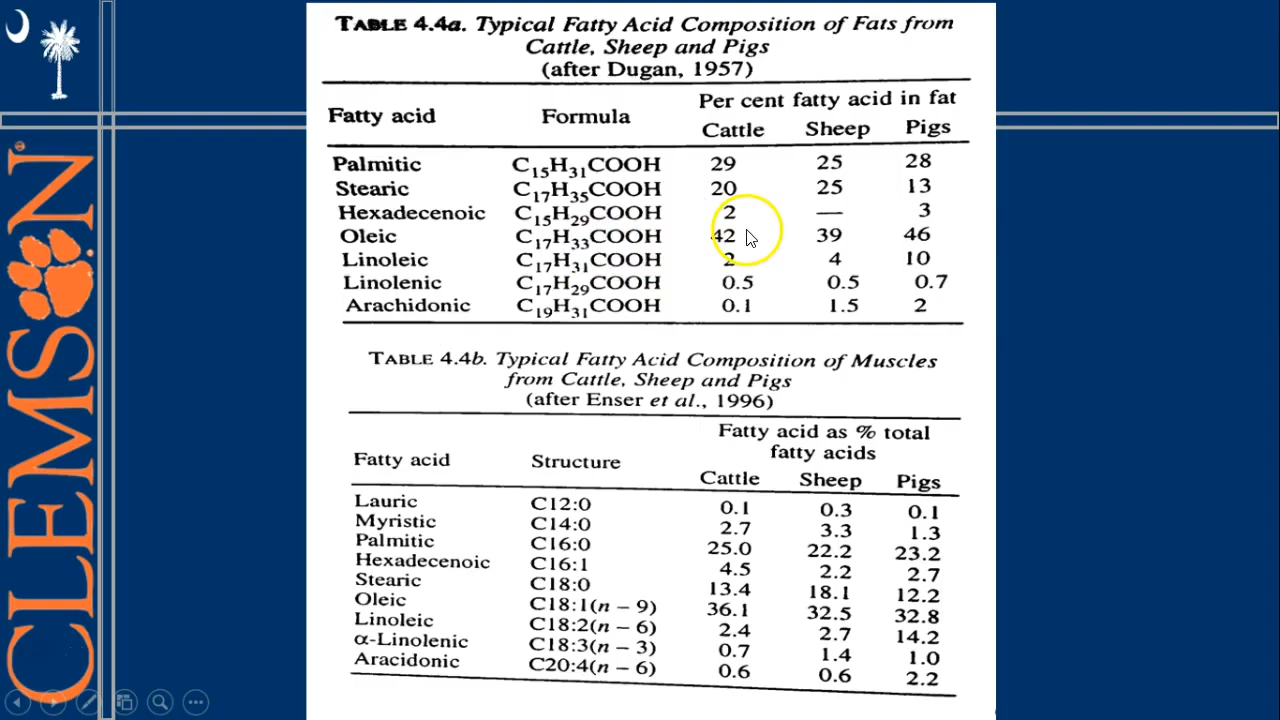 CLEMSON
TABLE 4.4a. Typical Fatty Acid Composition of Fats from
Cattle, Sheep and Pigs
(after Dugan, 1957)
Per cent fatty acid in fat
Fatty acid Formula Cattle Sheep Pigs
Palmitic C₁₅H₃₁COOH 29 25 28
Stearic C₁₇H₃₅COOH 20 25 13
Hexadecenoic C₁₅H₂₉COOH 2 — 3
Oleic C₁₇H₃₃COOH 42 39 46
Linoleic C₁₇H₃₁COOH 2 4 10
Linolenic C₁₇H₂₉COOH 0.5 0.5 0.7
Arachidonic C₁₉H₃₁COOH 0.1 1.5 2
TABLE 4.4b. Typical Fatty Acid Composition of Muscles
from Cattle, Sheep and Pigs
(after Enser et al., 1996)
Fatty acid as % total
fatty acids
Fatty acid Structure Cattle Sheep Pigs
Lauric C12:0 0.1 0.3 0.1
Myristic C14:0 2.7 3.3 1.3
Palmitic C16:0 25.0 22.2 23.2
Hexadecenoic C16:1 4.5 2.2 2.7
Stearic C18:0 13.4 18.1 12.2
Oleic C18:1(n − 9) 36.1 32.5 32.8
Linoleic C18:2(n − 6) 2.4 2.7 14.2
α-Linolenic C18:3(n − 3) 0.7 1.4 1.0
Aracidonic C20:4(n − 6) 0.6 0.6 2.2